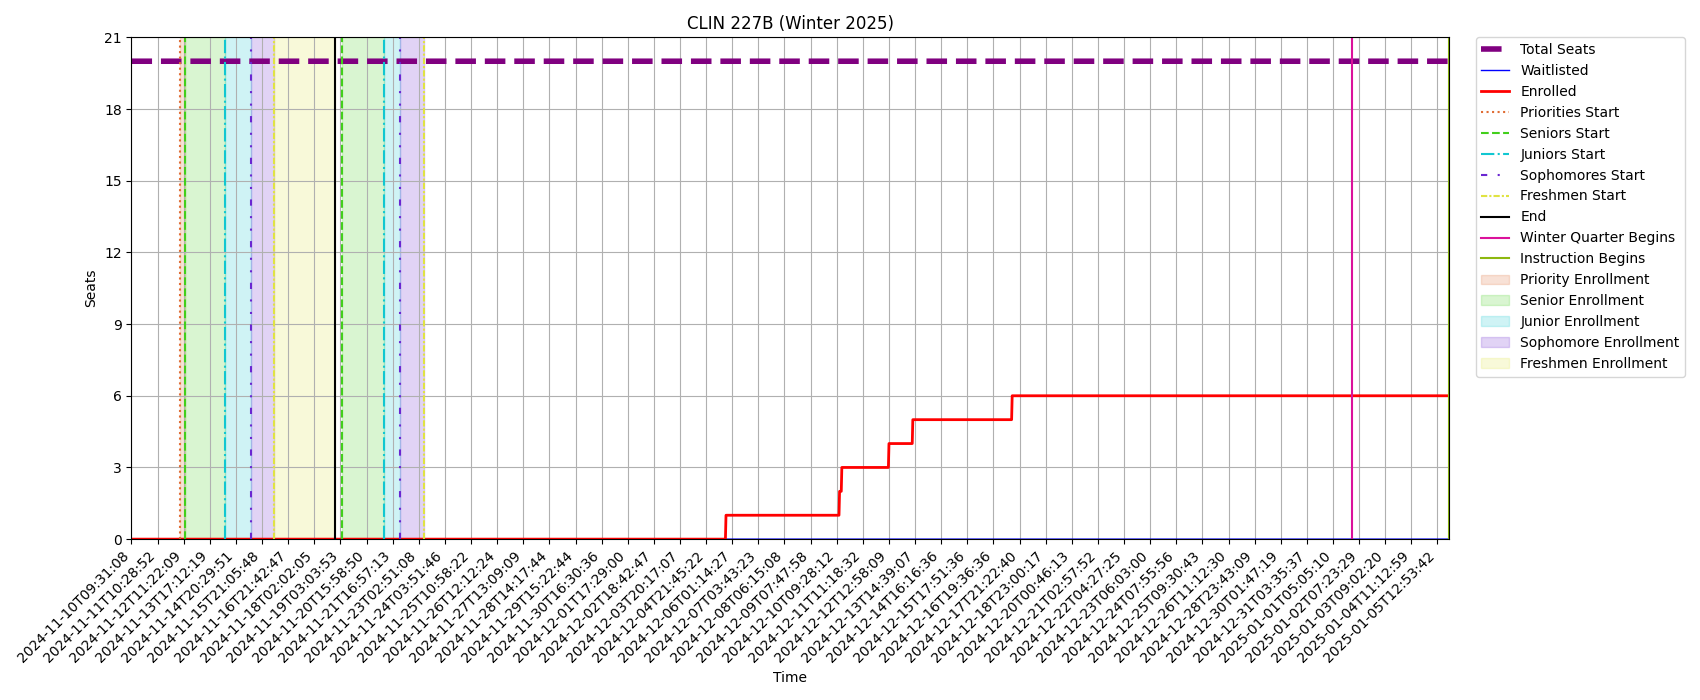 CLIN 227B (Winter 2025)
21
18
15
12
9
6
3
0
Seats
2024-11-10T09:31:08
2024-11-11T10:28:52
2024-11-12T11:22:09
2024-11-13T17:12:19
2024-11-14T20:29:51
2024-11-15T21:05:48
2024-11-16T21:42:47
2024-11-18T02:02:05
2024-11-19T03:03:53
2024-11-20T15:58:50
2024-11-21T16:57:13
2024-11-23T02:51:08
2024-11-24T03:51:46
2024-11-25T10:58:22
2024-11-26T12:12:24
2024-11-27T13:09:09
2024-11-28T14:17:44
2024-11-29T15:22:44
2024-11-30T16:30:36
2024-12-01T17:29:00
2024-12-02T18:42:47
2024-12-03T20:17:07
2024-12-04T21:45:22
2024-12-06T01:14:27
2024-12-07T03:43:23
2024-12-08T06:15:08
2024-12-09T07:47:58
2024-12-10T09:28:12
2024-12-11T11:18:32
2024-12-12T12:58:09
2024-12-13T14:39:07
2024-12-14T16:16:36
2024-12-15T17:51:36
2024-12-16T19:36:36
2024-12-17T21:22:40
2024-12-18T23:00:17
2024-12-20T00:46:13
2024-12-21T02:57:52
2024-12-22T04:27:25
2024-12-23T06:03:00
2024-12-24T07:55:56
2024-12-25T09:30:43
2024-12-26T11:12:30
2024-12-28T23:43:09
2024-12-30T01:47:19
2024-12-31T03:35:37
2025-01-01T05:05:10
2025-01-02T07:23:29
2025-01-03T09:02:20
2025-01-04T11:12:59
2025-01-05T12:53:42
Time
Total Seats
Waitlisted
Enrolled
Priorities Start
Seniors Start
Juniors Start
Sophomores Start
Freshmen Start
End
Winter Quarter Begins
Instruction Begins
Priority Enrollment
Senior Enrollment
Junior Enrollment
Sophomore Enrollment
Freshmen Enrollment